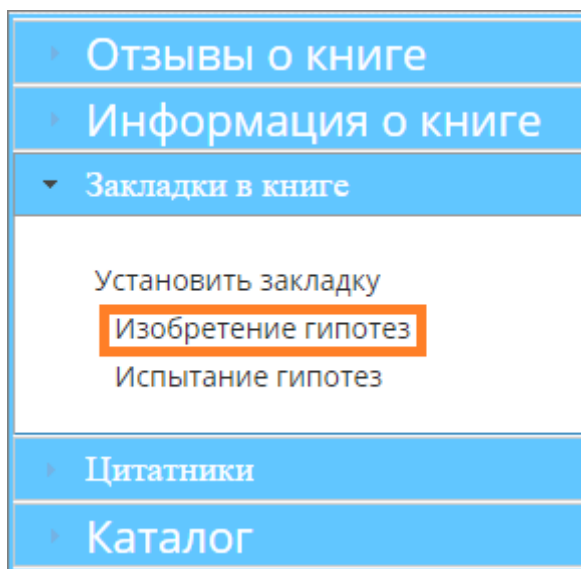 Отзывы о книге
Информация о книге
Закладки в книге
Установить закладку
Изобретение гипотез
Испытание гипотез
Цитатники
Каталог